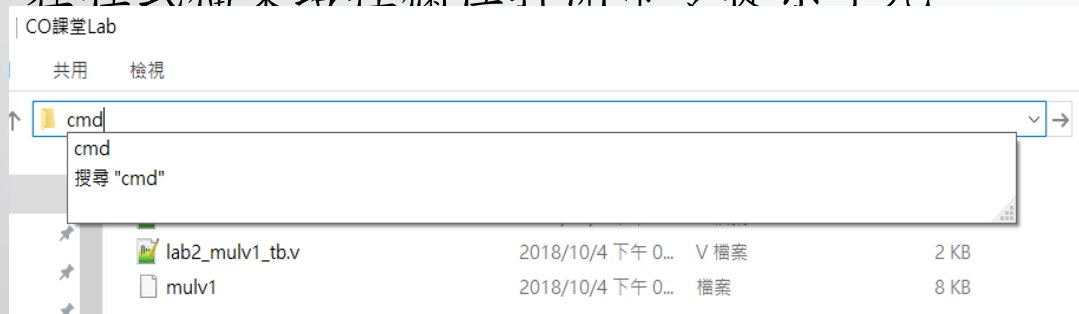 CO課堂Lab
共用 檢視
cmd
cmd
搜尋 "cmd"
lab2_mulv1_tb.v 2018/10/4 下午 0... V 檔案 2 KB
mulv1 2018/10/4 下午 0... 檔案 8 KB